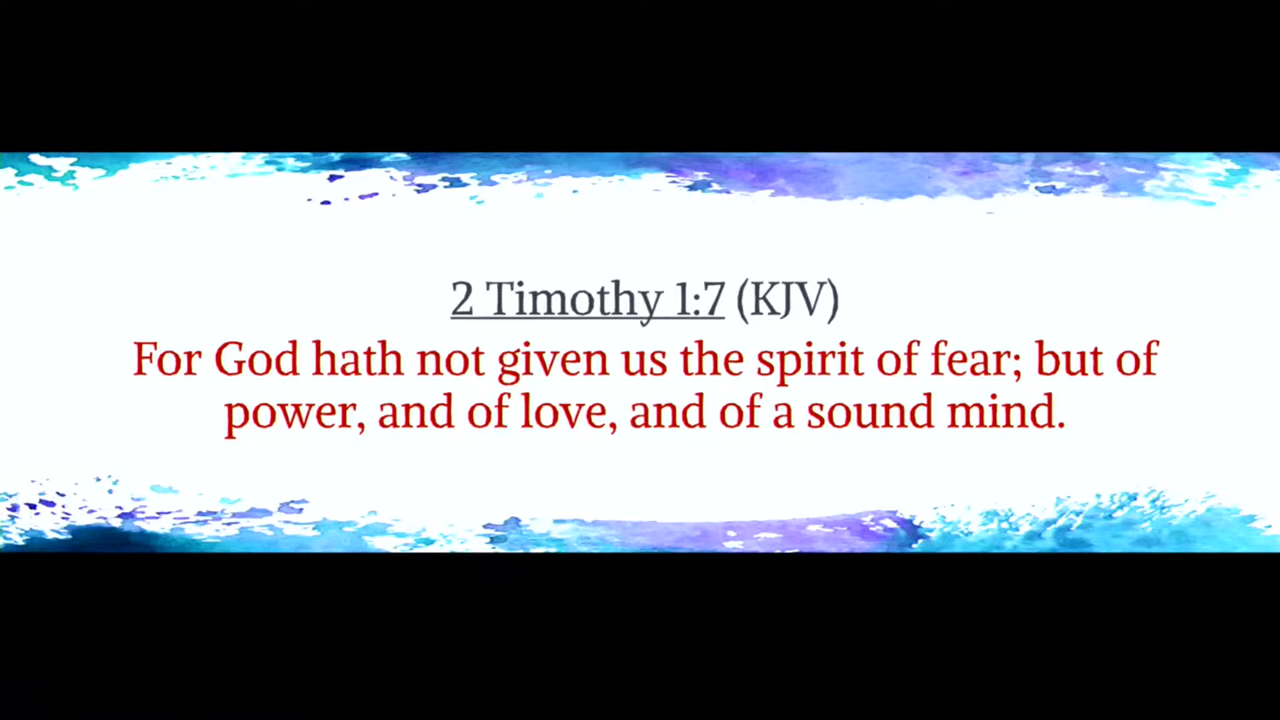 2 Timothy 1:7 (KJV)
For God hath not given us the spirit of fear; but of
power, and of love, and of a sound mind.